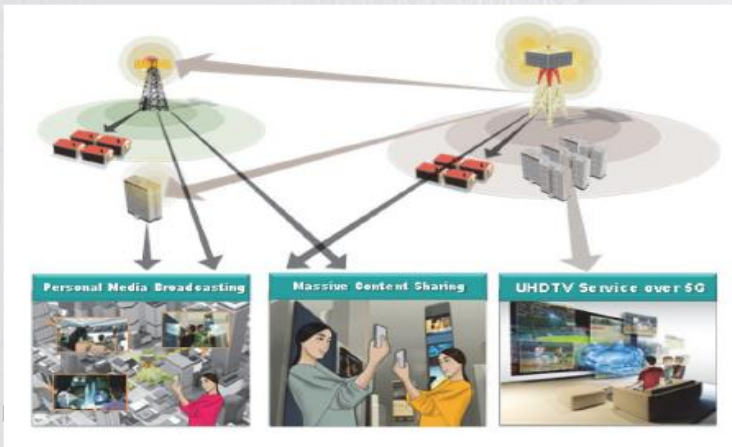 Personal Media Broadcasting
Massive Content Sharing
UHDTV Service over 5G